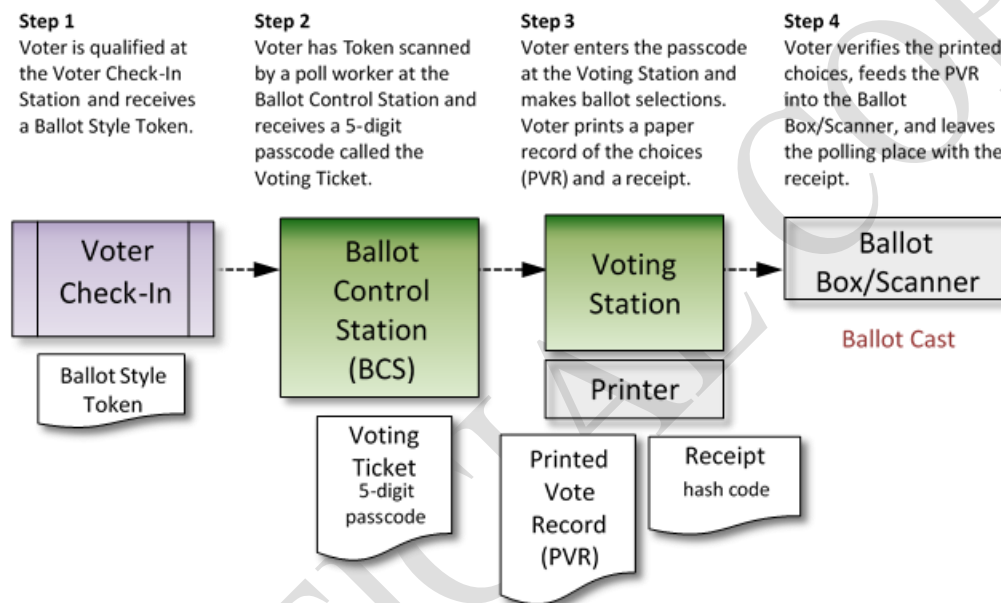 Step 1
Voter is qualified at
the Voter Check-In
Station and receives
a Ballot Style Token.
Step 2
Voter has Token scanned
by a poll worker at the
Ballot Control Station and
receives a 5-digit
passcode called the
Voting Ticket.
Step 3
Voter enters the passcode
at the Voting Station and
makes ballot selections.
Voter prints a paper
record of the choices
(PVR) and a receipt.
Step 4
Voter verifies the printed
choices, feeds the PVR
into the Ballot
Box/Scanner, and leaves
the polling place with the
receipt.
Voter
Check-In
Ballot Style
Token
Ballot
Control
Station
(BCS)
Voting
Ticket
5-digit
passcode
Voting
Station
Printer
Printed
Vote
Record
(PVR)
Receipt
hash code
Ballot
Box/Scanner
Ballot Cast